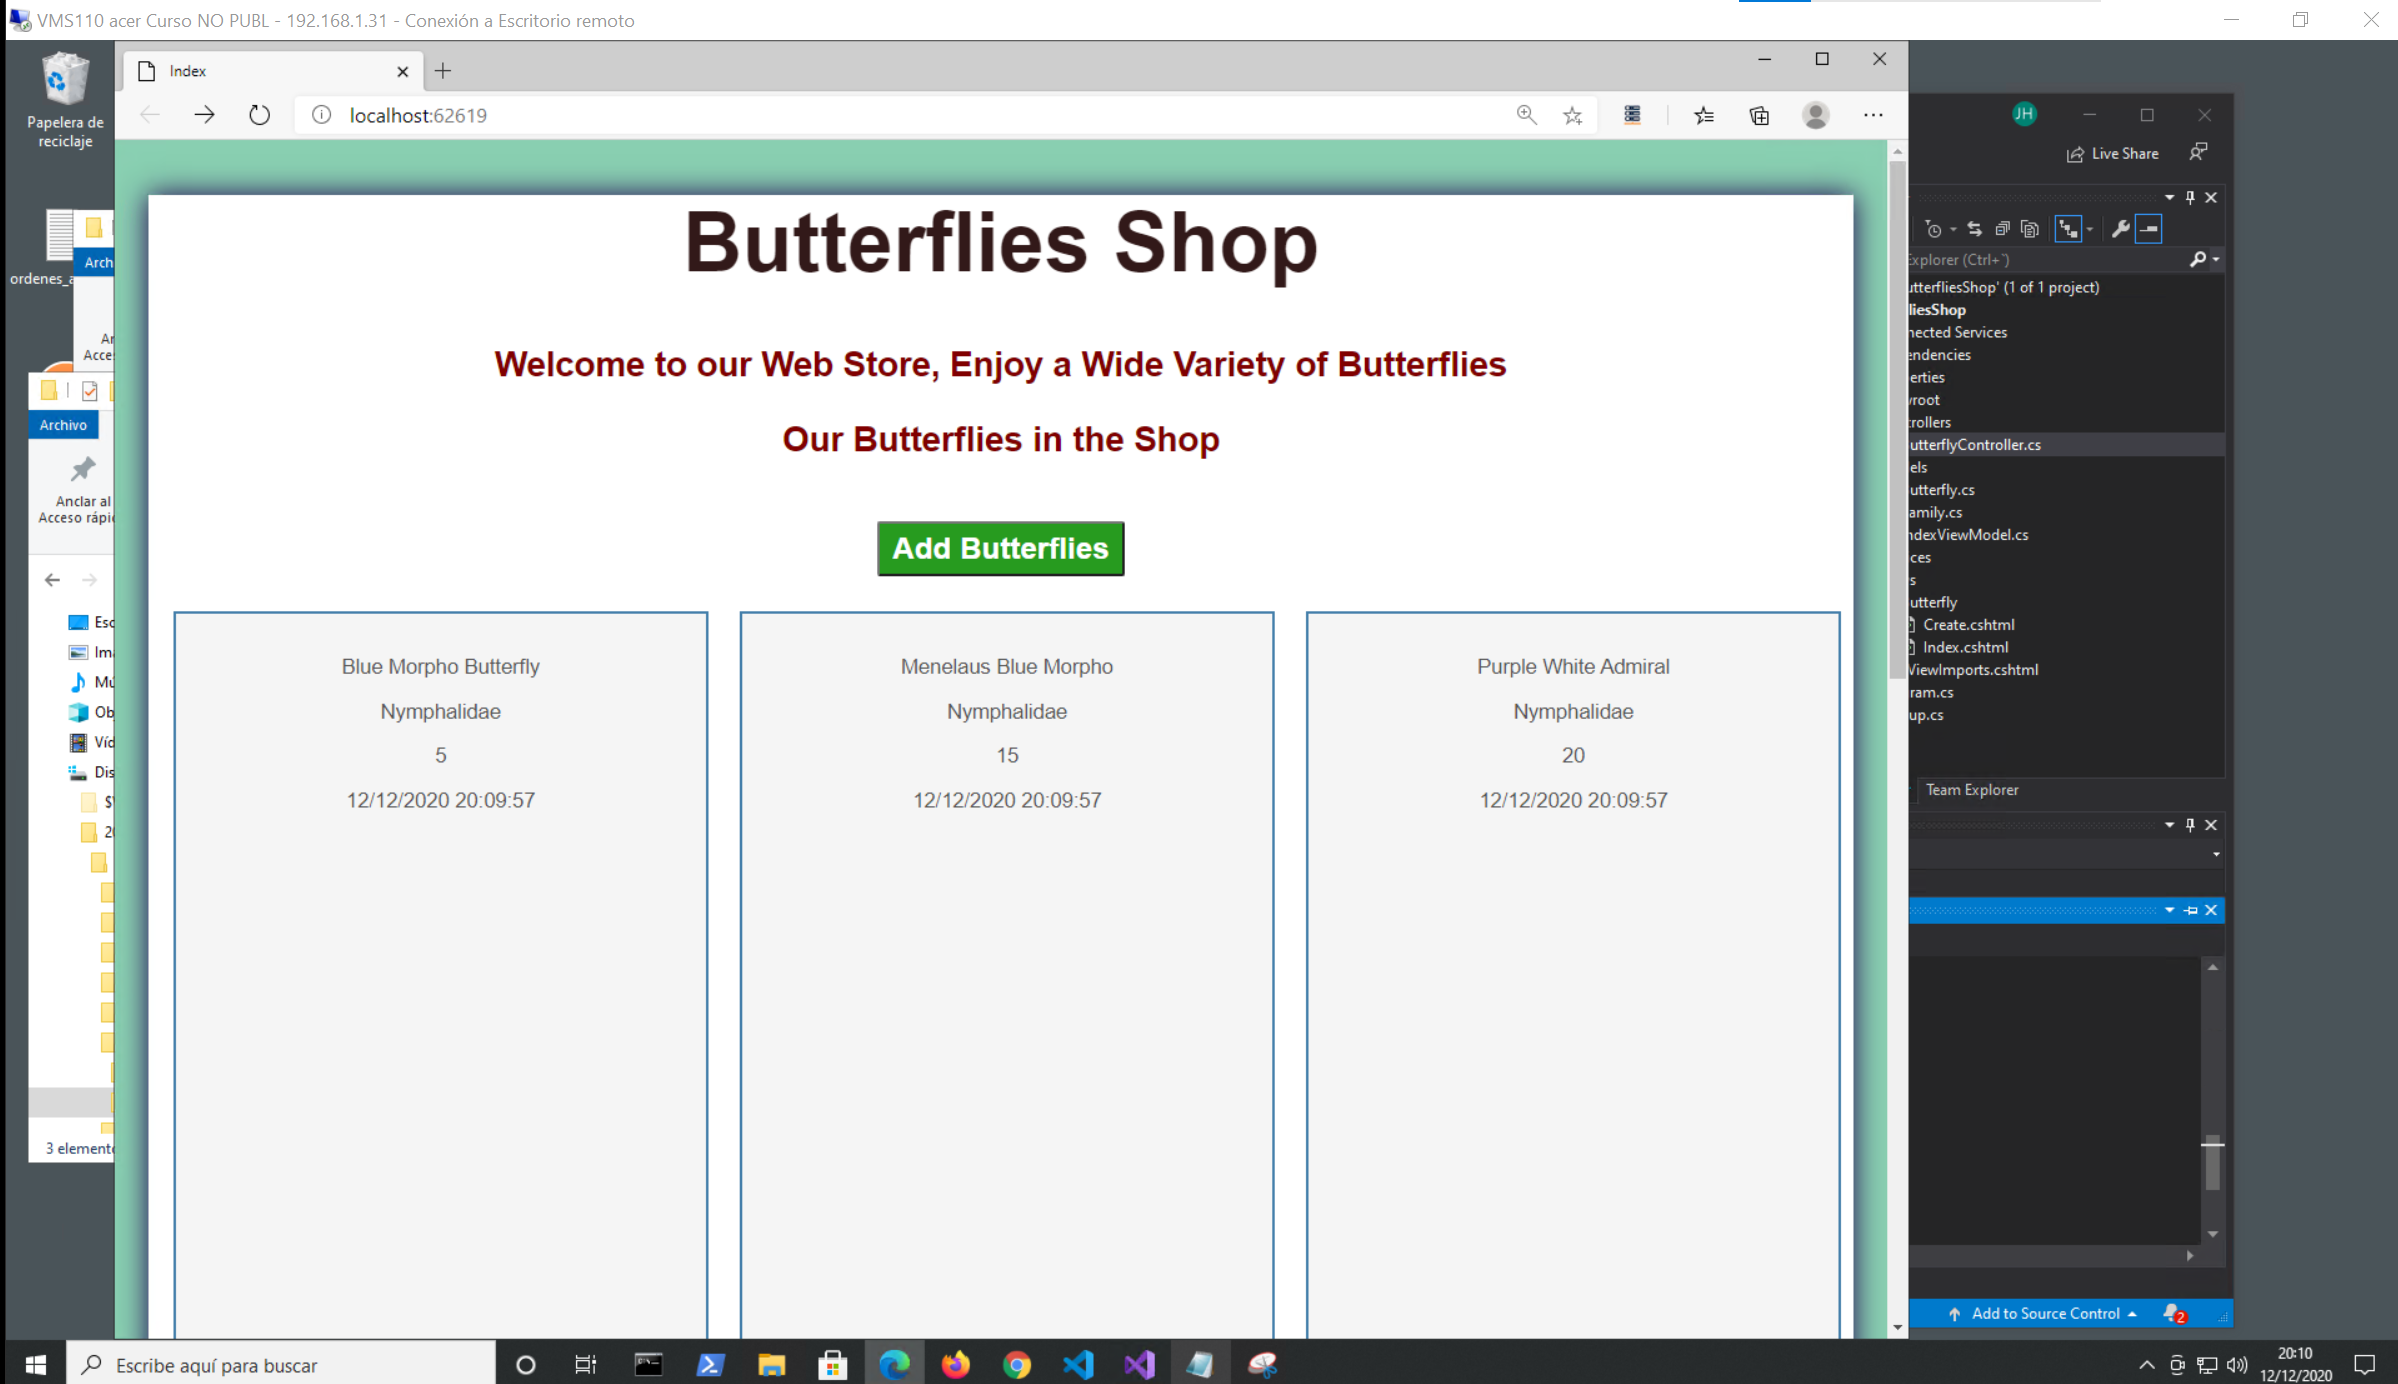 VMS110 acer Curso NO PUBL - 192.168.1.31 - Conexión a Escritorio remoto
Papelera de
reciclaje
ordenes_a
Arch
Ar
Acce
Archivo
Anclar al
Acceso rápi
Esc
Ima
Mú
Ob
Víd
Dis
$
20
3 element
Index
localhost:62619
Butterflies Shop
Welcome to our Web Store, Enjoy a Wide Variety of Butterflies
Our Butterflies in the Shop
Add Butterflies
Blue Morpho Butterfly
Nymphalidae
5
12/12/2020 20:09:57
Menelaus Blue Morpho
Nymphalidae
15
12/12/2020 20:09:57
Purple White Admiral
Nymphalidae
20
12/12/2020 20:09:57
JH
Live Share
Explorer (Ctrl+`)
utterfliesShop' (1 of 1 project)
liesShop
nected Services
endencies
erties
root
rollers
utterflyController.cs
els
utterfly.cs
amily.cs
ndexViewModel.cs
ces
s
utterfly
Create.cshtml
Index.cshtml
ViewImports.cshtml
ram.cs
up.cs
Team Explorer
Add to Source Control
2
Escribe aquí para buscar
20:10
12/12/2020